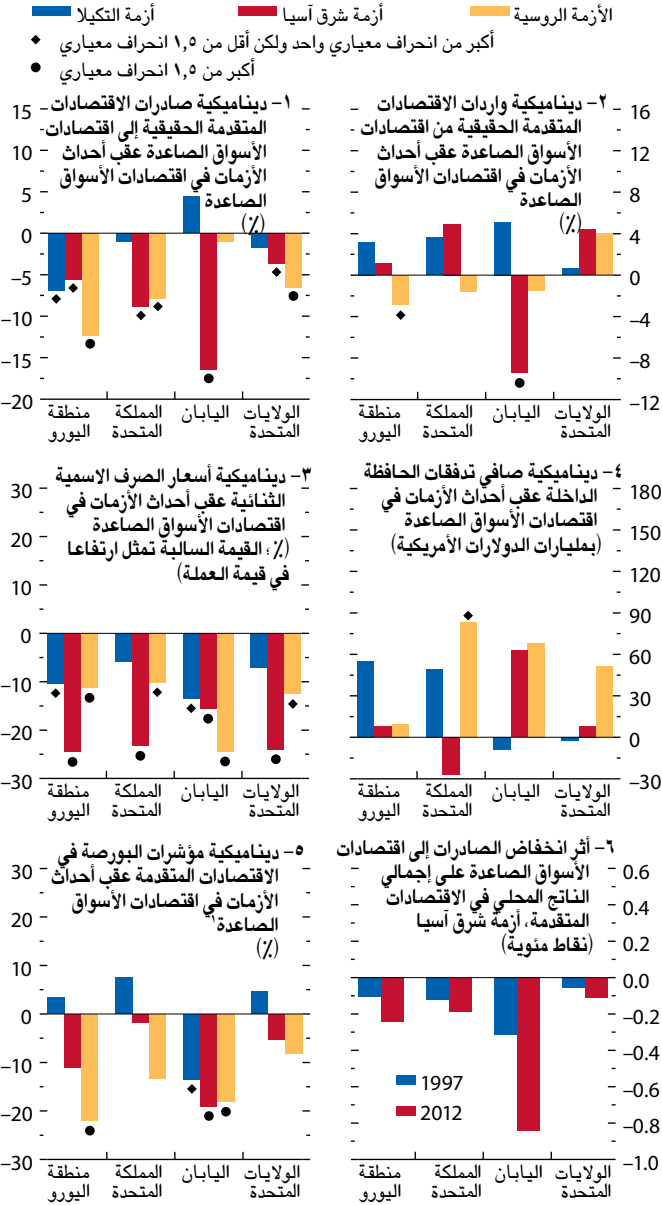 أزمة التكيلا
أزمة شرق آسيا
الأزمة الروسية
أكبر من انحراف معياري واحد ولكن أقل من ١,٥ انحراف معياري
أكبر من ١,٥ انحراف معياري
١– ديناميكية صادرات الاقتصادات
المتقدمة الحقيقية إلى اقتصادات
الأسواق الصاعدة عقب أحداث
الأزمات في اقتصادات الأسواق
الصاعدة
(٪)
15
10
5
0
–5
–10
–15
–20
منطقة اليورو
المملكة المتحدة
اليابان
الولايات المتحدة
٢– ديناميكية واردات الاقتصادات
المتقدمة الحقيقية من اقتصادات
الأسواق الصاعدة عقب أحداث
الأزمات في اقتصادات الأسواق
الصاعدة
(٪)
16
12
8
4
0
–4
–8
–12
منطقة اليورو
المملكة المتحدة
اليابان
الولايات المتحدة
٣– ديناميكية أسعار الصرف الاسمية
الثنائية عقب أحداث الأزمات في
اقتصادات الأسواق الصاعدة
(٪؛ القيمة السالبة تمثل ارتفاعا
في قيمة العملة)
30
20
10
0
–10
–20
–30
منطقة اليورو
المملكة المتحدة
اليابان
الولايات المتحدة
٤– ديناميكية صافي تدفقات الحافظة
الداخلة عقب أحداث الأزمات في
اقتصادات الأسواق الصاعدة
(بمليارات الدولارات الأمريكية)
180
150
120
90
60
30
0
–30
منطقة اليورو
المملكة المتحدة
اليابان
الولايات المتحدة
٥– ديناميكية مؤشرات البورصة في
الاقتصادات المتقدمة عقب أحداث
الأزمات في اقتصادات الأسواق
الصاعدة١
(٪)
30
20
10
0
–10
–20
–30
منطقة اليورو
المملكة المتحدة
اليابان
الولايات المتحدة
٦– أثر انخفاض الصادرات إلى اقتصادات
الأسواق الصاعدة على إجمالي
الناتج المحلي في الاقتصادات
المتقدمة، أزمة شرق آسيا
(نقاط مئوية)
0.6
0.4
0.2
0.0
–0.2
–0.4
–0.6
–0.8
–1.0
1997
2012
منطقة اليورو
المملكة المتحدة
اليابان
الولايات المتحدة